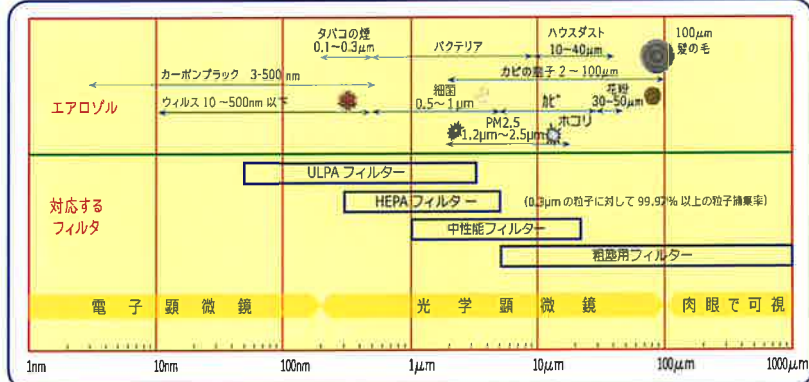 タバコの煙
0.1～0.3μm
バクテリア
ハウスダスト
10～40μm
100μm
髪の毛
カーボンブラック 3-500 nm
カビの胞子 2～100μm
エアロゾル
ウィルス 10～500nm 以下
細菌
0.5～1μm
カビ
花粉
30～50μm
PM2.5
1.2μm～2.5μm
ホコリ
ULPA フィルター
対応する
フィルタ
HEPA フィルター
(0.3μm の粒子に対して 99.97% 以上の粒子捕集率)
中性能フィルター
粗塵用フィルター
電子顕微鏡
光学顕微鏡
肉眼で可視
1nm 10nm 100nm 1μm 10μm 100μm 1000μm